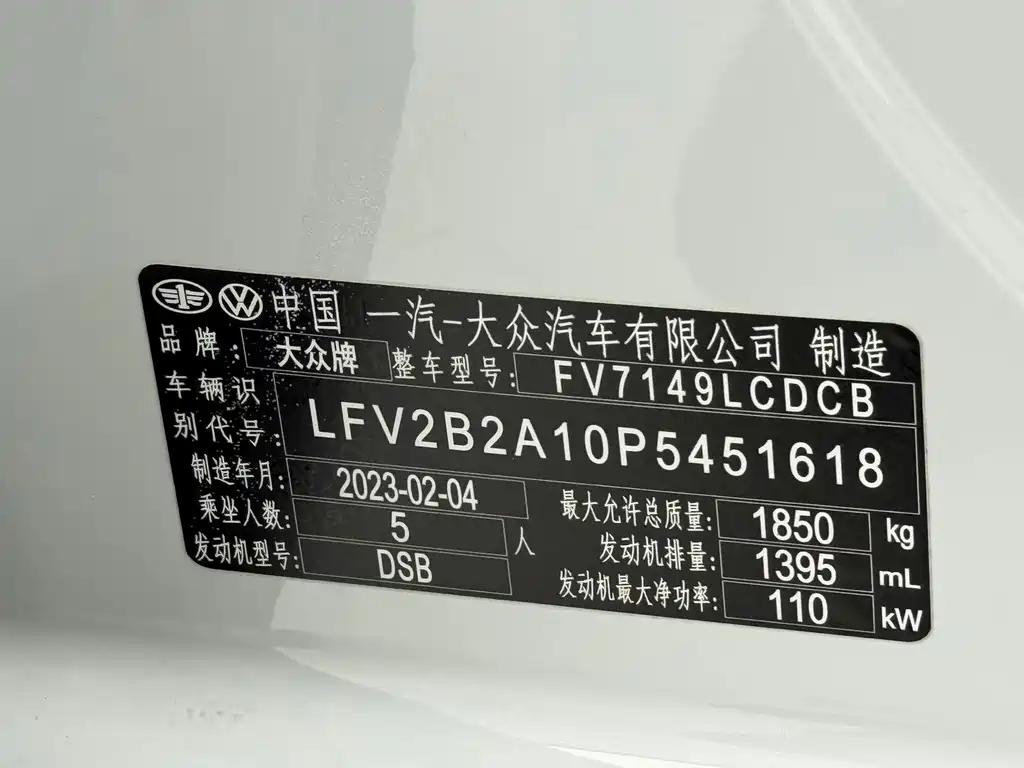 中国 一汽-大众汽车有限公司 制造
品牌: 大众牌 整车型号: FV7149LCDCB
车辆识别代号: LFV2B2A10P5451618
制造年月: 2023-02-04 最大允许总质量: 1850 kg
乘坐人数: 5 人 发动机排量: 1395 mL
发动机型号: DSB 发动机最大净功率: 110 kW